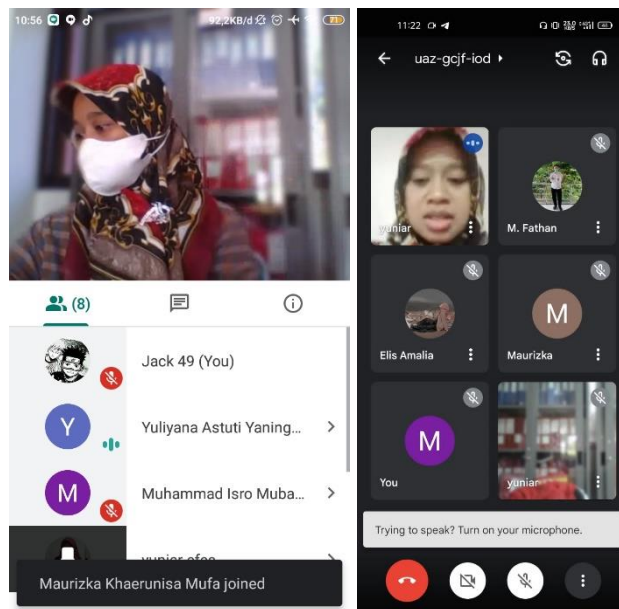 10:56
92,2KB/d
71
(8)
Jack 49 (You)
Y
Yuliyana Astuti Yaning...
M
Muhammad Isro Muba...
Maurizka Khaerunisa Mufa joined
11:22
uaz-gcjf-iod
yuniar
M. Fathan
M
Elis Amalia
Maurizka
M
You
yuniar
Trying to speak? Turn on your microphone.